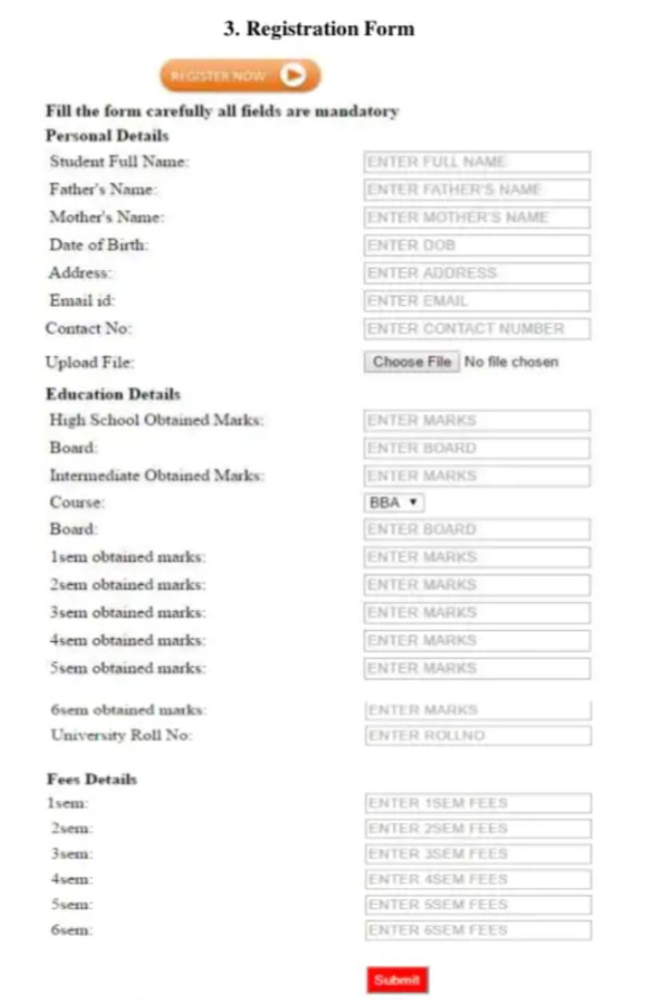 3. Registration Form
REGISTER NOW
Fill the form carefully all fields are mandatory
Personal Details
Student Full Name: ENTER FULL NAME
Father's Name: ENTER FATHER'S NAME
Mother's Name: ENTER MOTHER'S NAME
Date of Birth: ENTER DOB
Address: ENTER ADDRESS
Email id: ENTER EMAIL
Contact No: ENTER CONTACT NUMBER
Upload File: Choose File No file chosen
Education Details
High School Obtained Marks: ENTER MARKS
Board: ENTER BOARD
Intermediate Obtained Marks: ENTER MARKS
Course: BBA
Board: ENTER BOARD
1sem obtained marks: ENTER MARKS
2sem obtained marks: ENTER MARKS
3sem obtained marks: ENTER MARKS
4sem obtained marks: ENTER MARKS
5sem obtained marks: ENTER MARKS
6sem obtained marks: ENTER MARKS
University Roll No: ENTER ROLLNO
Fees Details
1sem: ENTER 1SEM FEES
2sem: ENTER 2SEM FEES
3sem: ENTER 3SEM FEES
4sem: ENTER 4SEM FEES
5sem: ENTER 5SEM FEES
6sem: ENTER 6SEM FEES
Submit